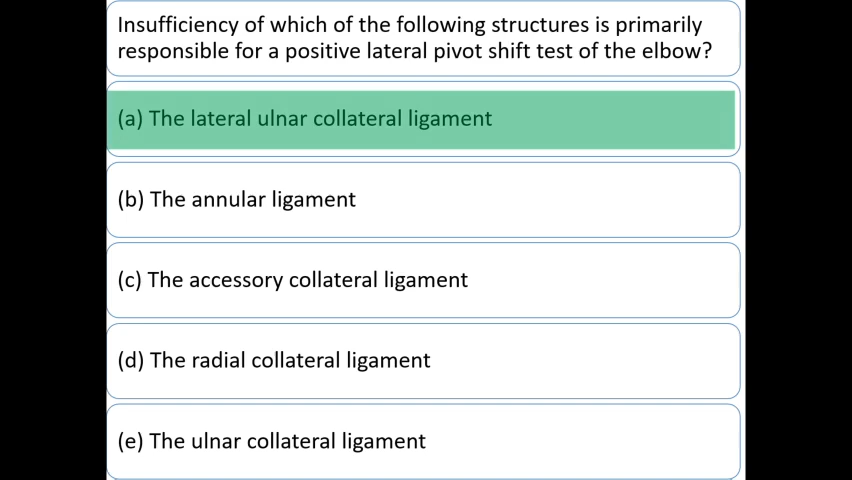 Insufficiency of which of the following structures is primarily
responsible for a positive lateral pivot shift test of the elbow?
(a) The lateral ulnar collateral ligament
(b) The annular ligament
(c) The accessory collateral ligament
(d) The radial collateral ligament
(e) The ulnar collateral ligament